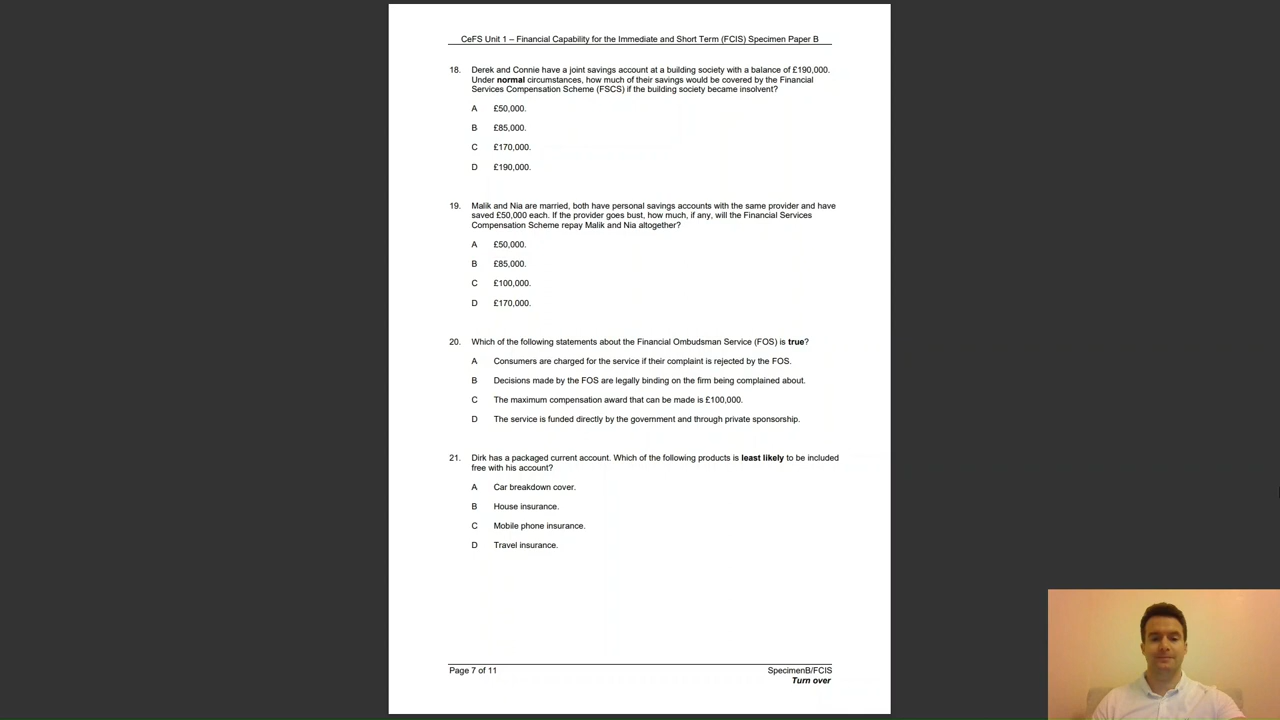 CeFS Unit 1 – Financial Capability for the Immediate and Short Term (FCIS) Specimen Paper B
18. Derek and Connie have a joint savings account at a building society with a balance of £190,000.
Under normal circumstances, how much of their savings would be covered by the Financial
Services Compensation Scheme (FSCS) if the building society became insolvent?
A £50,000.
B £85,000.
C £170,000.
D £190,000.
19. Malik and Nia are married, both have personal savings accounts with the same provider and have
saved £50,000 each. If the provider goes bust, how much, if any, will the Financial Services
Compensation Scheme repay Malik and Nia altogether?
A £50,000.
B £85,000.
C £100,000.
D £170,000.
20. Which of the following statements about the Financial Ombudsman Service (FOS) is true?
A Consumers are charged for the service if their complaint is rejected by the FOS.
B Decisions made by the FOS are legally binding on the firm being complained about.
C The maximum compensation award that can be made is £100,000.
D The service is funded directly by the government and through private sponsorship.
21. Dirk has a packaged current account. Which of the following products is least likely to be included
free with his account?
A Car breakdown cover.
B House insurance.
C Mobile phone insurance.
D Travel insurance.
Page 7 of 11 SpecimenB/FCIS
Turn over